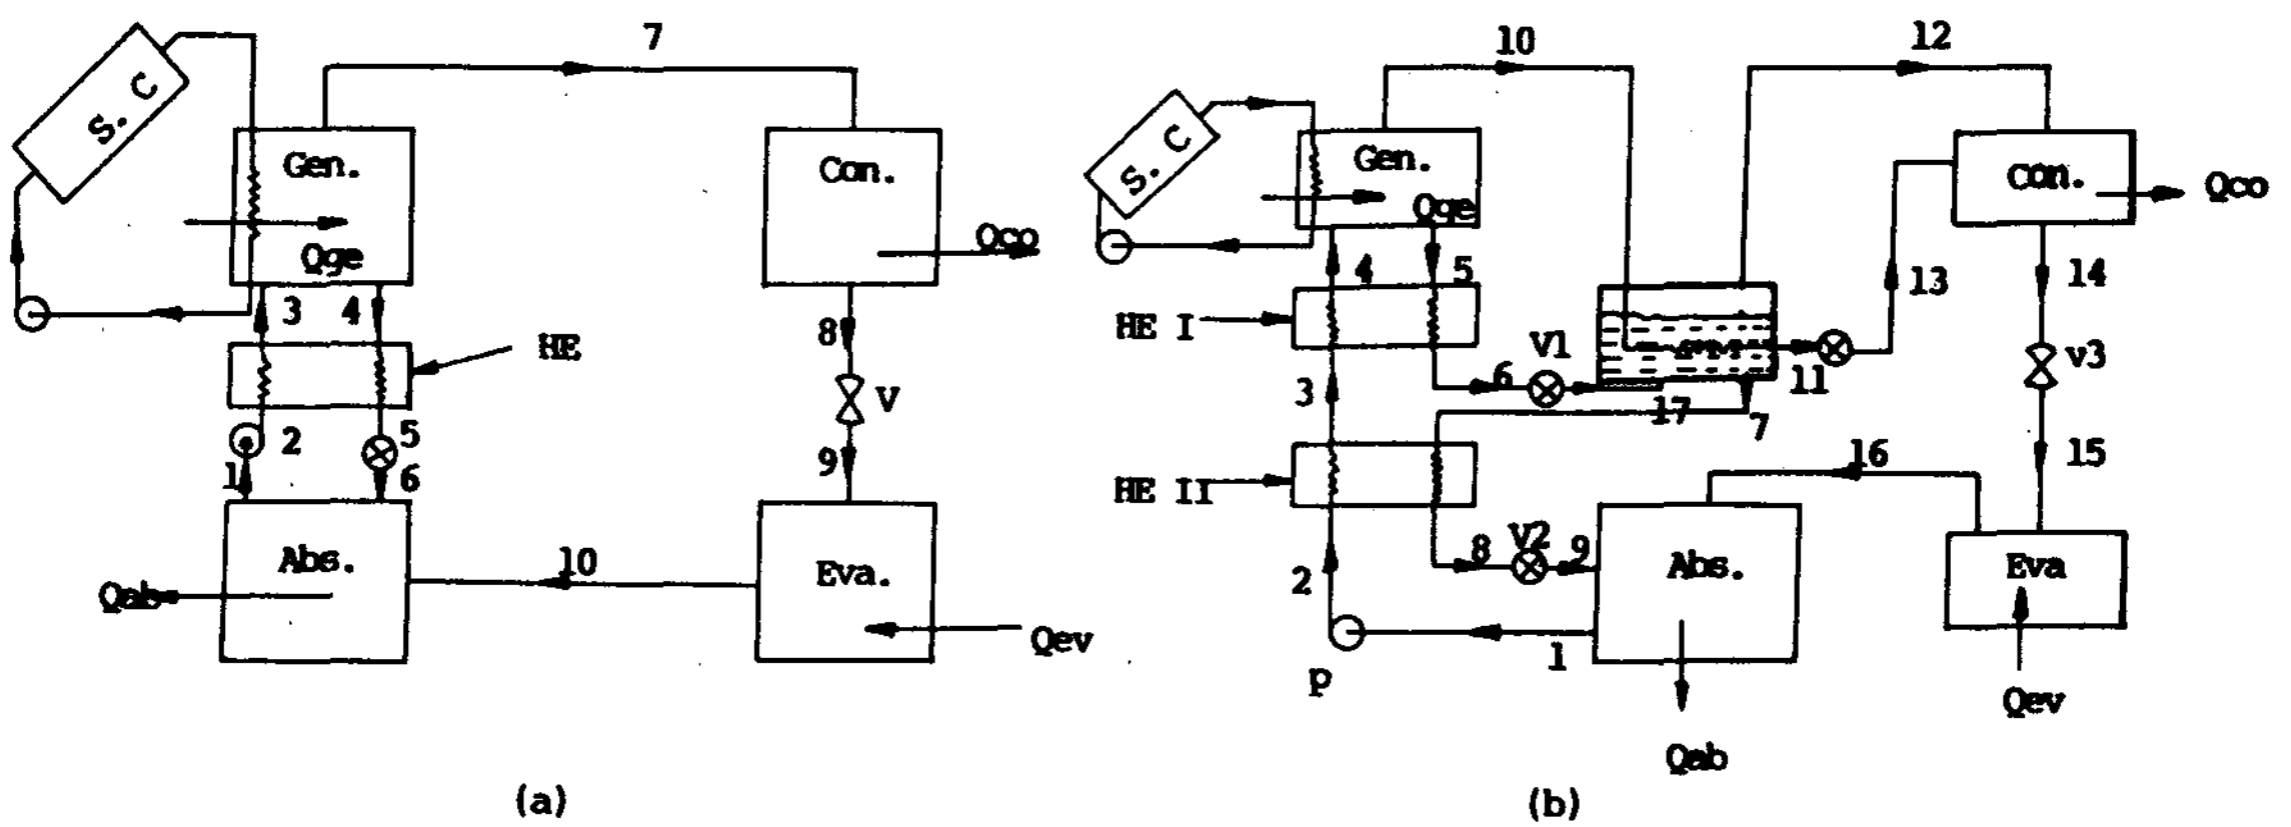 7
S. C
Gen.
Qge
Con.
Qco
3
4
HE
8
V
2
5
1
6
9
Abs.
Qab
10
Eva.
Qev
(a)
10
12
S. C
Gen.
Qge
Con.
Qco
4
5
13
14
HE I
V1
6
11
v3
3
17
7
16
15
HE II
8
V2
9
Abs.
Eva
2
1
p
Qev
Qab
(b)